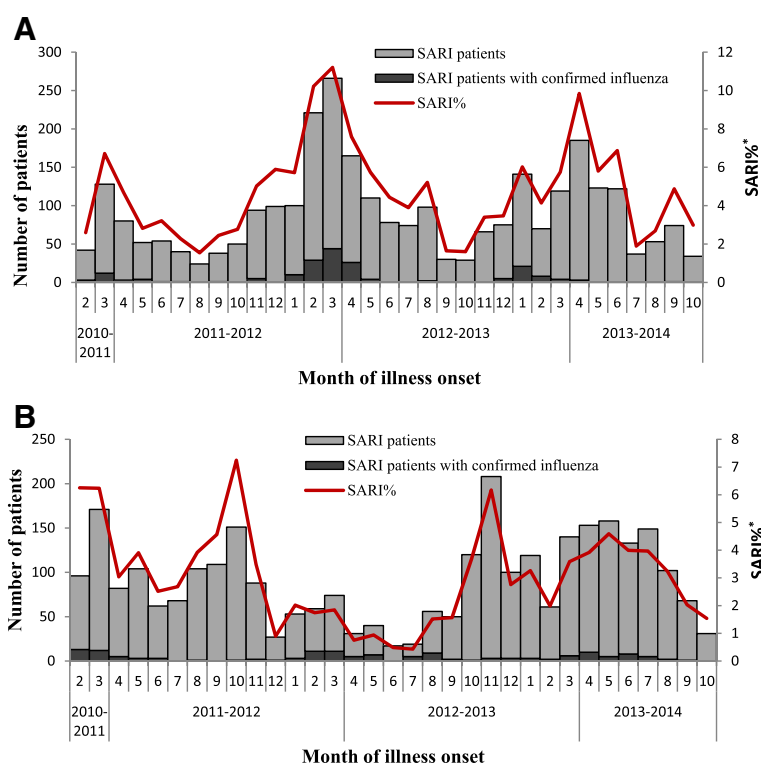 A
300
250
200
150
100
50
0
Number of patients
SARI patients
SARI patients with confirmed influenza
SARI%
12
10
8
6
4
2
0
SARI%*
2 3 4 5 6 7 8 9 10 11 12 1 2 3 4 5 6 7 8 9 10 11 12 1 2 3 4 5 6 7 8 9 10
2010-
2011
2011-2012
2012-2013
2013-2014
Month of illness onset
B
250
200
150
100
50
0
Number of patients
SARI patients
SARI patients with confirmed influenza
SARI%
8
7
6
5
4
3
2
1
0
SARI%*
2 3 4 5 6 7 8 9 10 11 12 1 2 3 4 5 6 7 8 9 10 11 12 1 2 3 4 5 6 7 8 9 10
2010-
2011
2011-2012
2012-2013
2013-2014
Month of illness onset